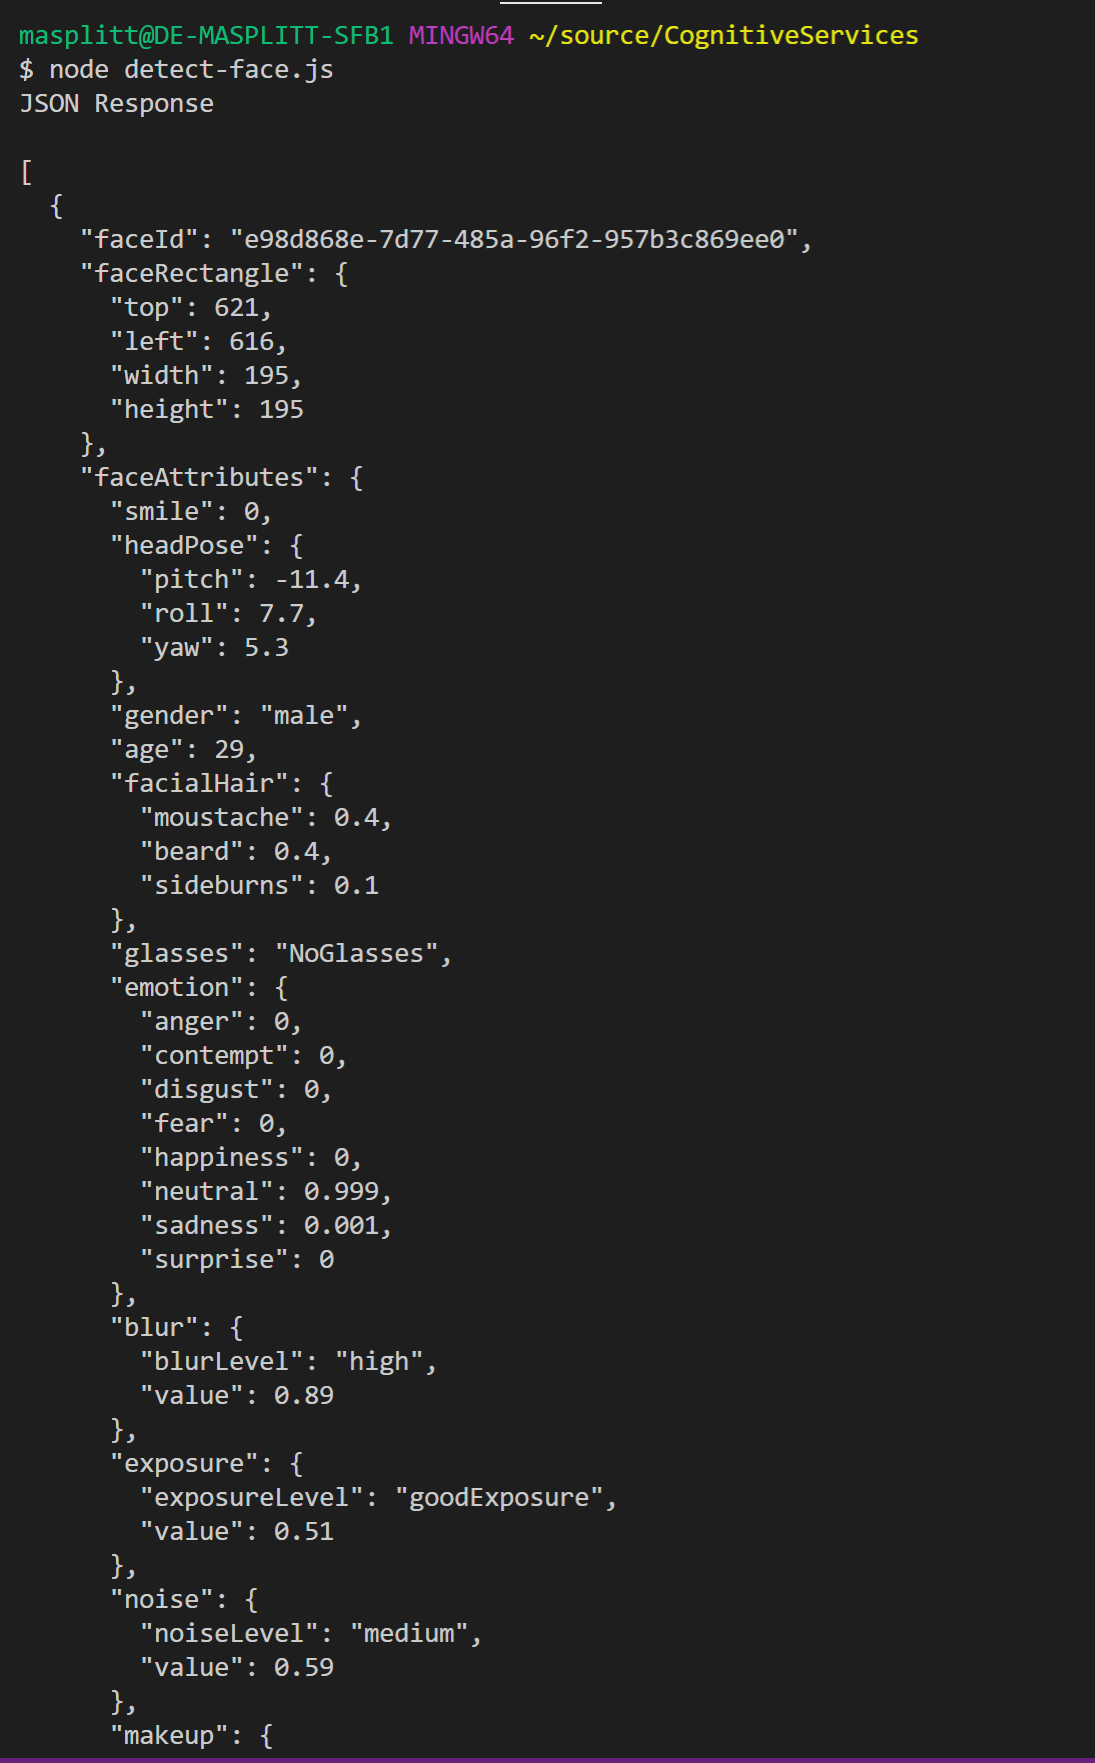 masplitt@DE-MASPLITT-SFB1 MINGW64 ~/source/CognitiveServices
$ node detect-face.js
JSON Response
[
  {
    "faceId": "e98d868e-7d77-485a-96f2-957b3c869ee0",
    "faceRectangle": {
      "top": 621,
      "left": 616,
      "width": 195,
      "height": 195
    },
    "faceAttributes": {
      "smile": 0,
      "headPose": {
        "pitch": -11.4,
        "roll": 7.7,
        "yaw": 5.3
      },
      "gender": "male",
      "age": 29,
      "facialHair": {
        "moustache": 0.4,
        "beard": 0.4,
        "sideburns": 0.1
      },
      "glasses": "NoGlasses",
      "emotion": {
        "anger": 0,
        "contempt": 0,
        "disgust": 0,
        "fear": 0,
        "happiness": 0,
        "neutral": 0.999,
        "sadness": 0.001,
        "surprise": 0
      },
      "blur": {
        "blurLevel": "high",
        "value": 0.89
      },
      "exposure": {
        "exposureLevel": "goodExposure",
        "value": 0.51
      },
      "noise": {
        "noiseLevel": "medium",
        "value": 0.59
      },
      "makeup": {